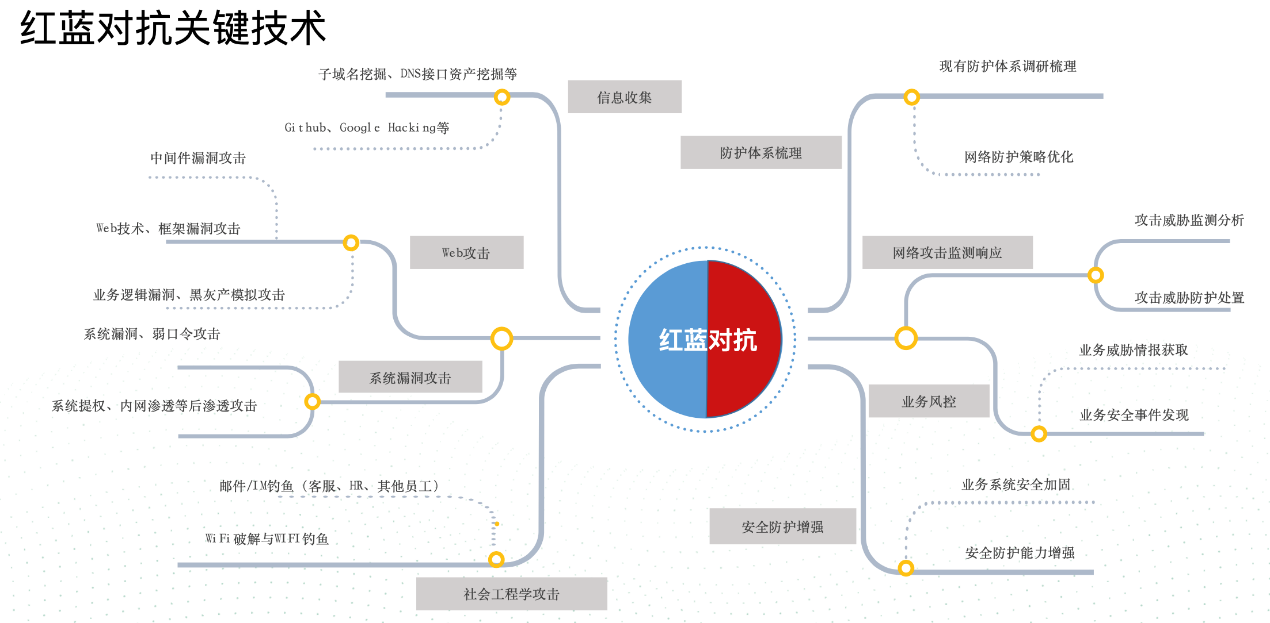 红蓝对抗关键技术
子域名挖掘、DNS接口资产挖掘等
信息收集
Github、Google Hacking等
中间件漏洞攻击
Web技术、框架漏洞攻击
Web攻击
业务逻辑漏洞、黑灰产模拟攻击
系统漏洞、弱口令攻击
系统漏洞攻击
系统提权、内网渗透等后渗透攻击
邮件/IM钓鱼（客服、HR、其他员工）
WiFi破解与WIFI钓鱼
社会工程学攻击
红蓝对抗
现有防护体系调研梳理
防护体系梳理
网络防护策略优化
攻击威胁监测分析
网络攻击监测响应
攻击威胁防护处置
业务威胁情报获取
业务风控
业务安全事件发现
业务系统安全加固
安全防护增强
安全防护能力增强